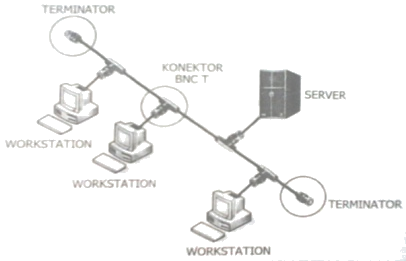 TERMINATOR
KONEKTOR
BNC T
SERVER
WORKSTATION
WORKSTATION
TERMINATOR
WORKSTATION